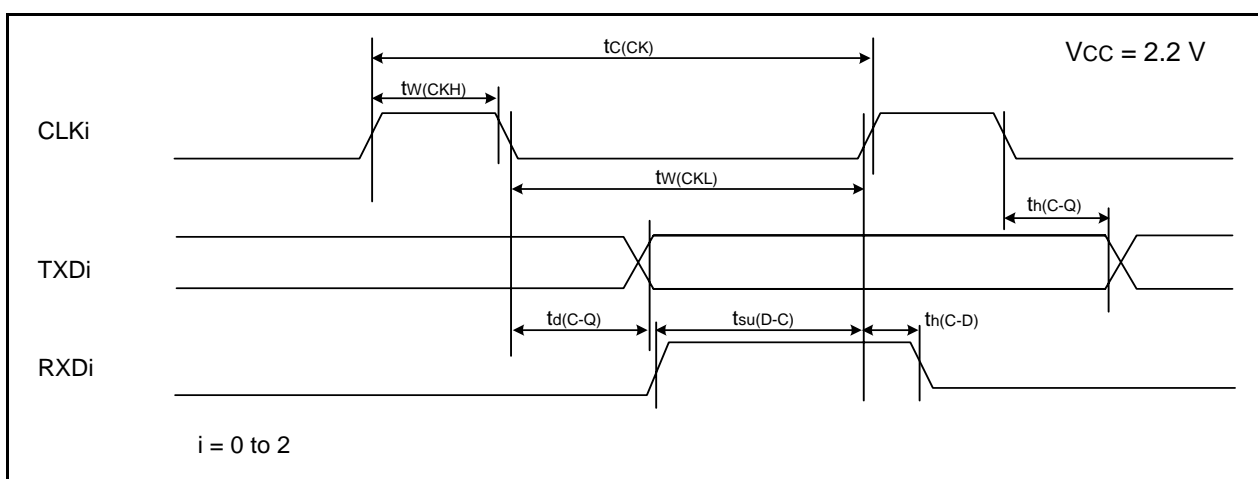 tC(CK)
VCC = 2.2 V
tW(CKH)
CLKi
tW(CKL)
th(C-Q)
TXDi
td(C-Q)
tsu(D-C)
th(C-D)
RXDi
i = 0 to 2